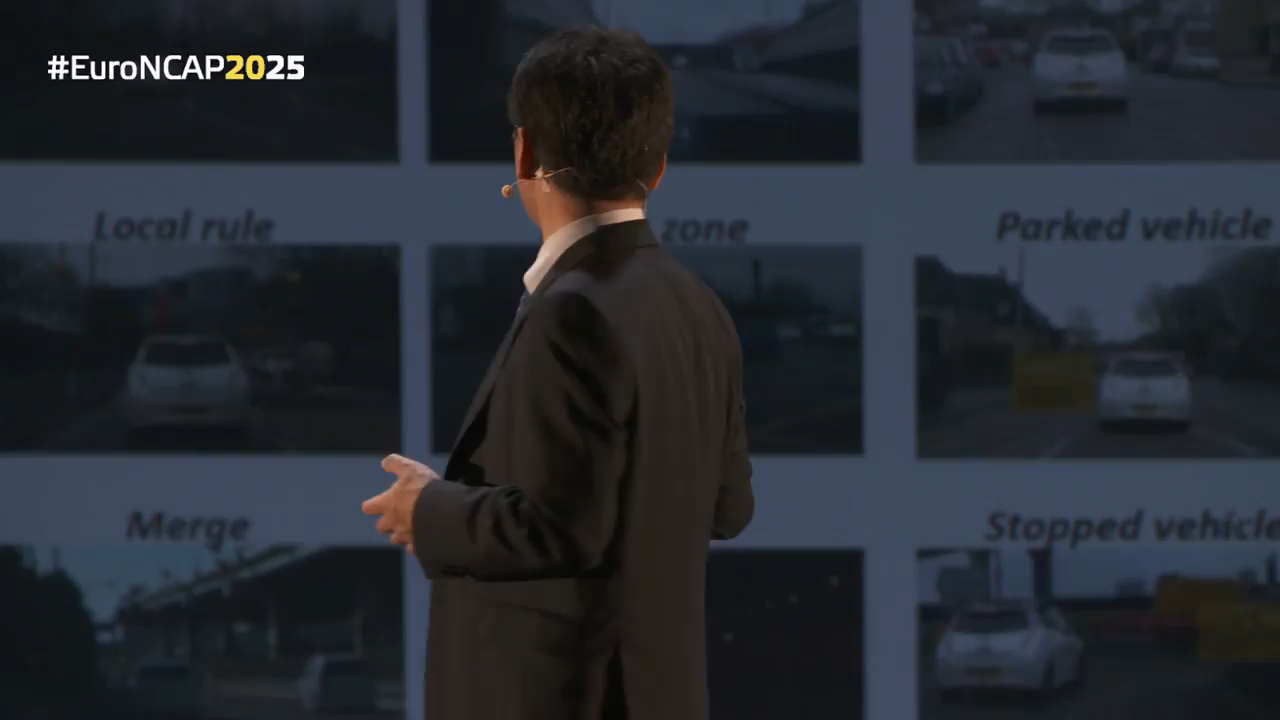 #EuroNCAP2025
Local rule
zone
Parked vehicle
Merge
Stopped vehicle